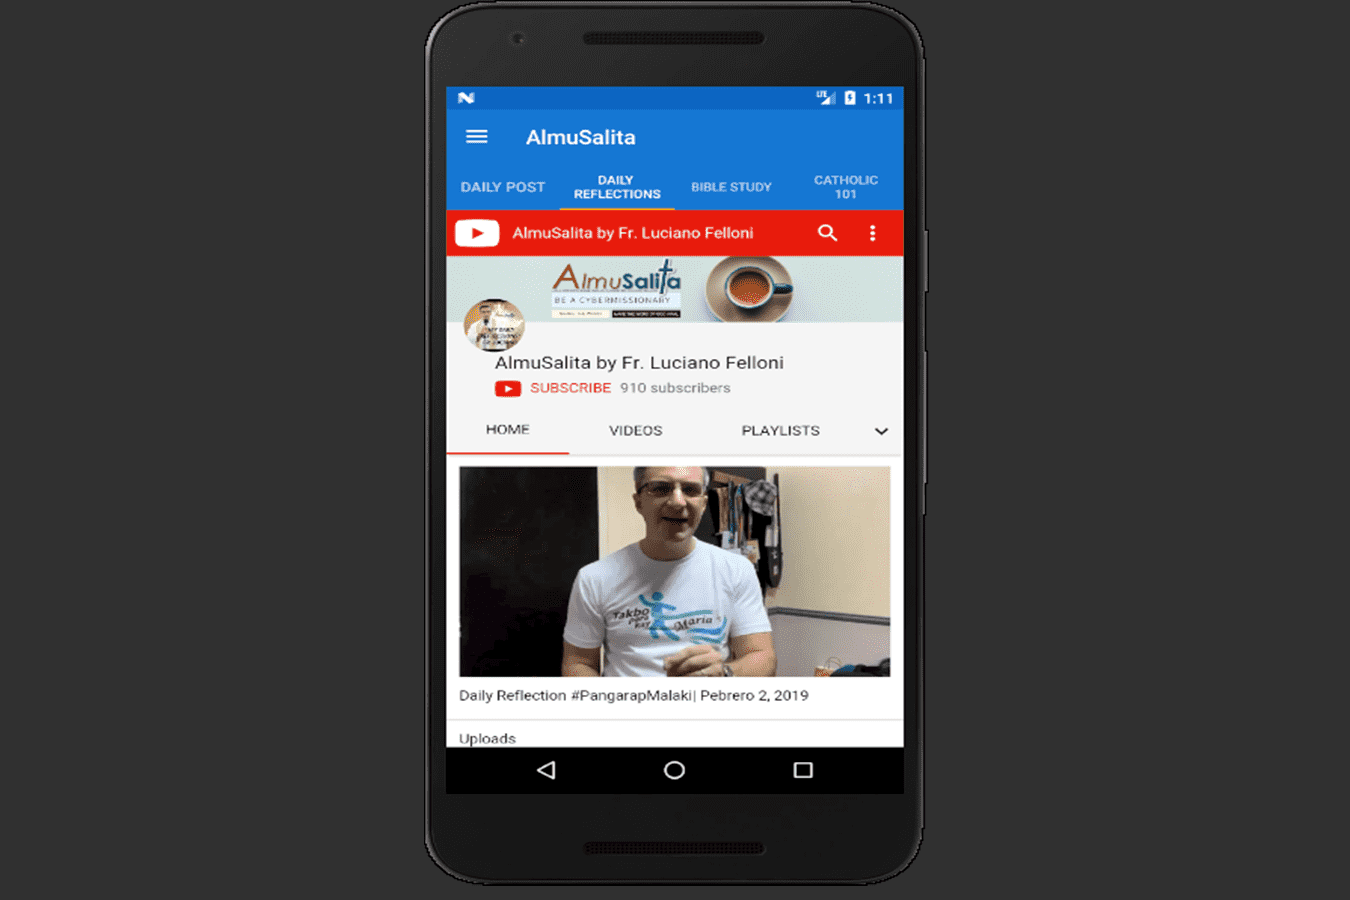 LTE 1:11
AlmuSalita
DAILY POST
DAILY
REFLECTIONS
BIBLE STUDY
CATHOLIC
101
AlmuSalita by Fr. Luciano Felloni
AlmuSalita
BE A CYBERMISSIONARY
AlmuSalita by Fr. Luciano Felloni
SUBSCRIBE 910 subscribers
HOME VIDEOS PLAYLISTS
Takbo
para
kay Maria
Daily Reflection #PangarapMalaki| Pebrero 2, 2019
Uploads